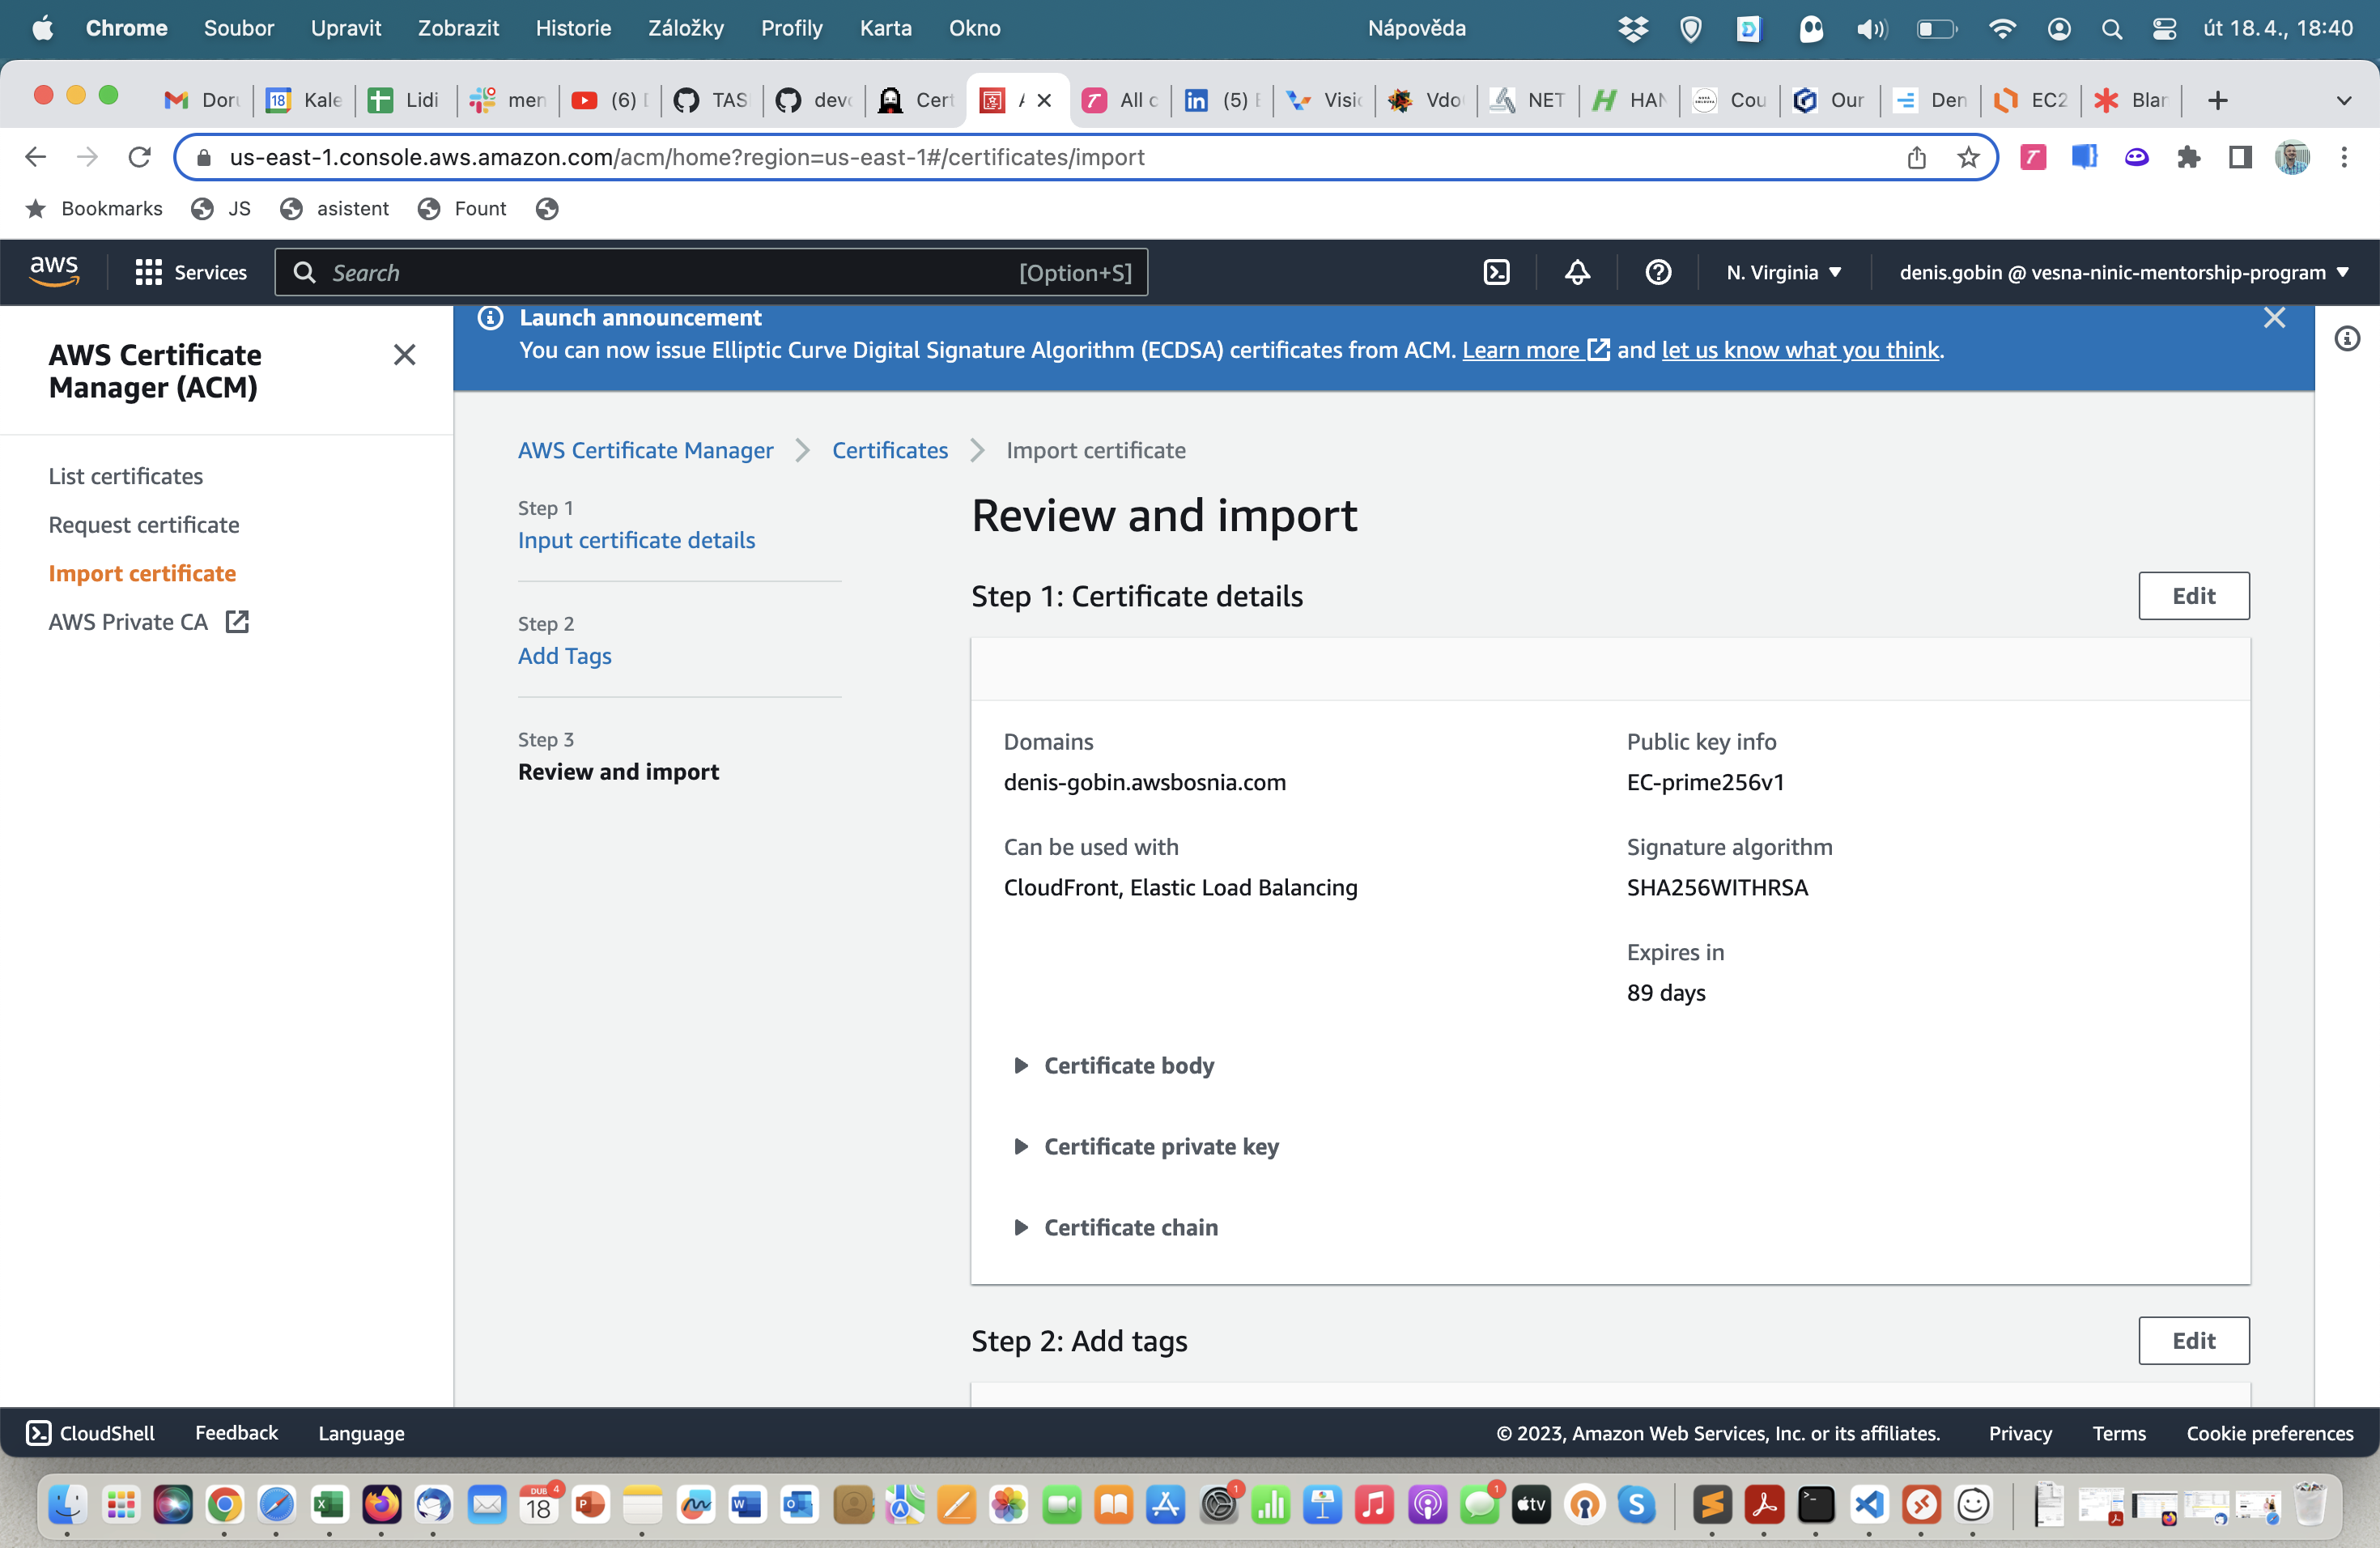 Chrome Soubor Upravit Zobrazit Historie Záložky Profily Karta Okno Nápověda út 18. 4., 18:40
Doru Kale Lidi men (6) TAS devo Cert All c (5) Visi Vdo NET HAN Cou Our Den EC2 Blar
us-east-1.console.aws.amazon.com/acm/home?region=us-east-1#/certificates/import
Bookmarks JS asistent Fount
aws Services Search [Option+S] N. Virginia denis.gobin @ vesna-ninic-mentorship-program
Launch announcement
You can now issue Elliptic Curve Digital Signature Algorithm (ECDSA) certificates from ACM. Learn more and let us know what you think.
AWS Certificate
Manager (ACM)
List certificates
Request certificate
Import certificate
AWS Private CA
AWS Certificate Manager Certificates Import certificate
Step 1
Input certificate details
Step 2
Add Tags
Step 3
Review and import
Review and import
Step 1: Certificate details
Edit
Domains
denis-gobin.awsbosnia.com
Can be used with
CloudFront, Elastic Load Balancing
Public key info
EC-prime256v1
Signature algorithm
SHA256WITHRSA
Expires in
89 days
Certificate body
Certificate private key
Certificate chain
Step 2: Add tags
Edit
CloudShell Feedback Language © 2023, Amazon Web Services, Inc. or its affiliates. Privacy Terms Cookie preferences
DUB 4
18
1
1
tv